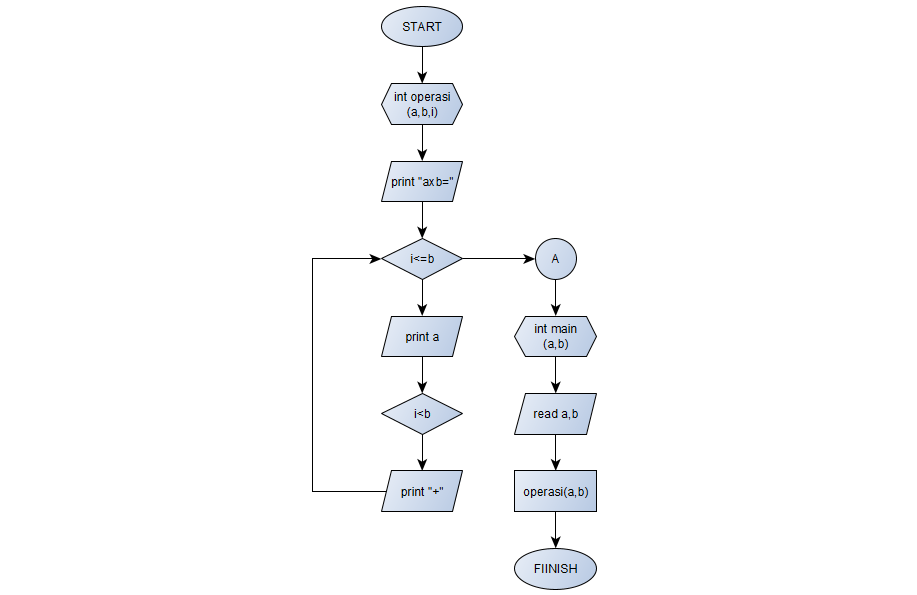 START
int operasi
(a,b,i)
print "axb="
i<=b
print a
i<b
print "+"
A
int main
(a,b)
read a,b
operasi(a,b)
FIINISH